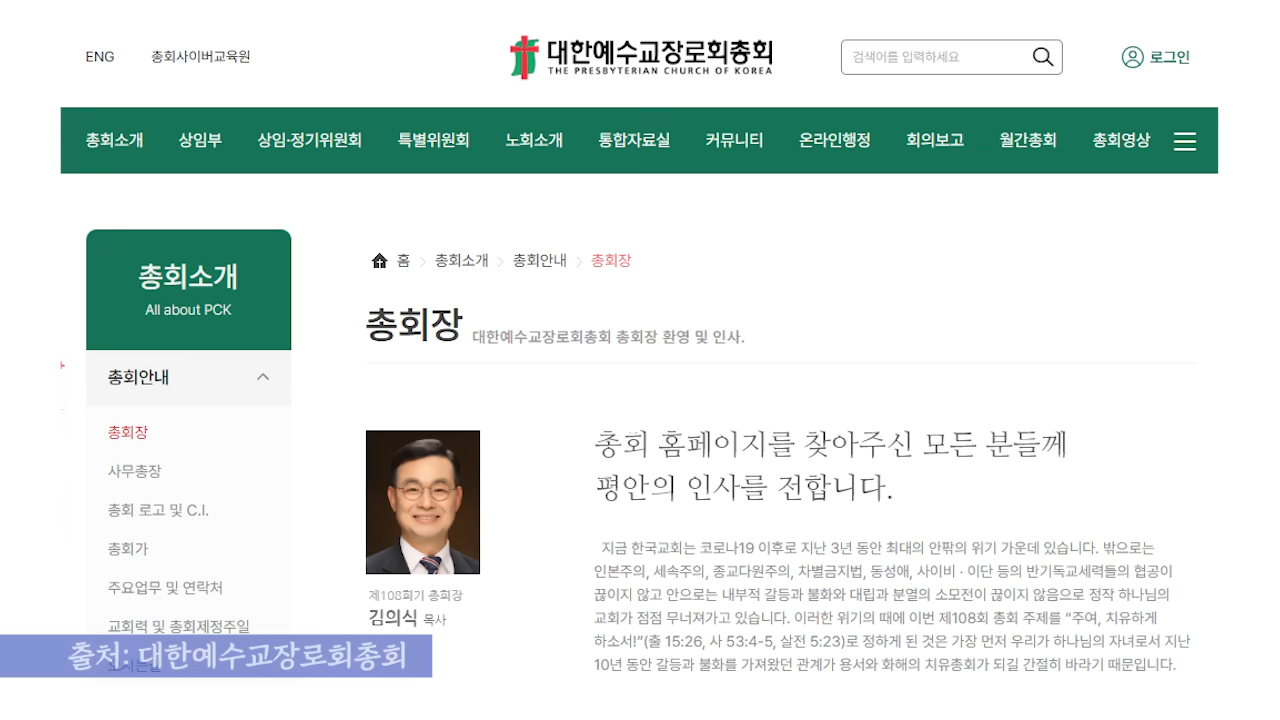 ENG 총회사이버교육원
대한예수교장로회총회
THE PRESBYTERIAN CHURCH OF KOREA
검색어를 입력하세요
로그인
총회소개 상임부 상임·정기위원회 특별위원회 노회소개 통합자료실 커뮤니티 온라인행정 회의보고 월간총회 총회영상
총회소개
All about PCK
총회안내
총회장
사무총장
총회 로고 및 C.I.
총회가
주요업무 및 연락처
교회력 및 총회제정주일
홈 > 총회소개 > 총회안내 > 총회장
총회장 대한예수교장로회총회 총회장 환영 및 인사.
제108회기 총회장
김의식 목사
총회 홈페이지를 찾아주신 모든 분들께
평안의 인사를 전합니다.
지금 한국교회는 코로나19 이후로 지난 3년 동안 최대의 안팎의 위기 가운데 있습니다. 밖으로는
인본주의, 세속주의, 종교다원주의, 차별금지법, 동성애, 사이비 · 이단 등의 반기독교세력들의 협공이
끊이지 않고 안으로는 내부적 갈등과 불화와 대립과 분열의 소모전이 끊이지 않음으로 정작 하나님의
교회가 점점 무너져가고 있습니다. 이러한 위기의 때에 이번 제108회 총회 주제를 “주여, 치유하게
하소서!”(출 15:26, 사 53:4-5, 살전 5:23)로 정하게 된 것은 가장 먼저 우리가 하나님의 자녀로서 지난
10년 동안 갈등과 불화를 가져왔던 관계가 용서와 화해의 치유총회가 되길 간절히 바라기 때문입니다.
출처: 대한예수교장로회총회